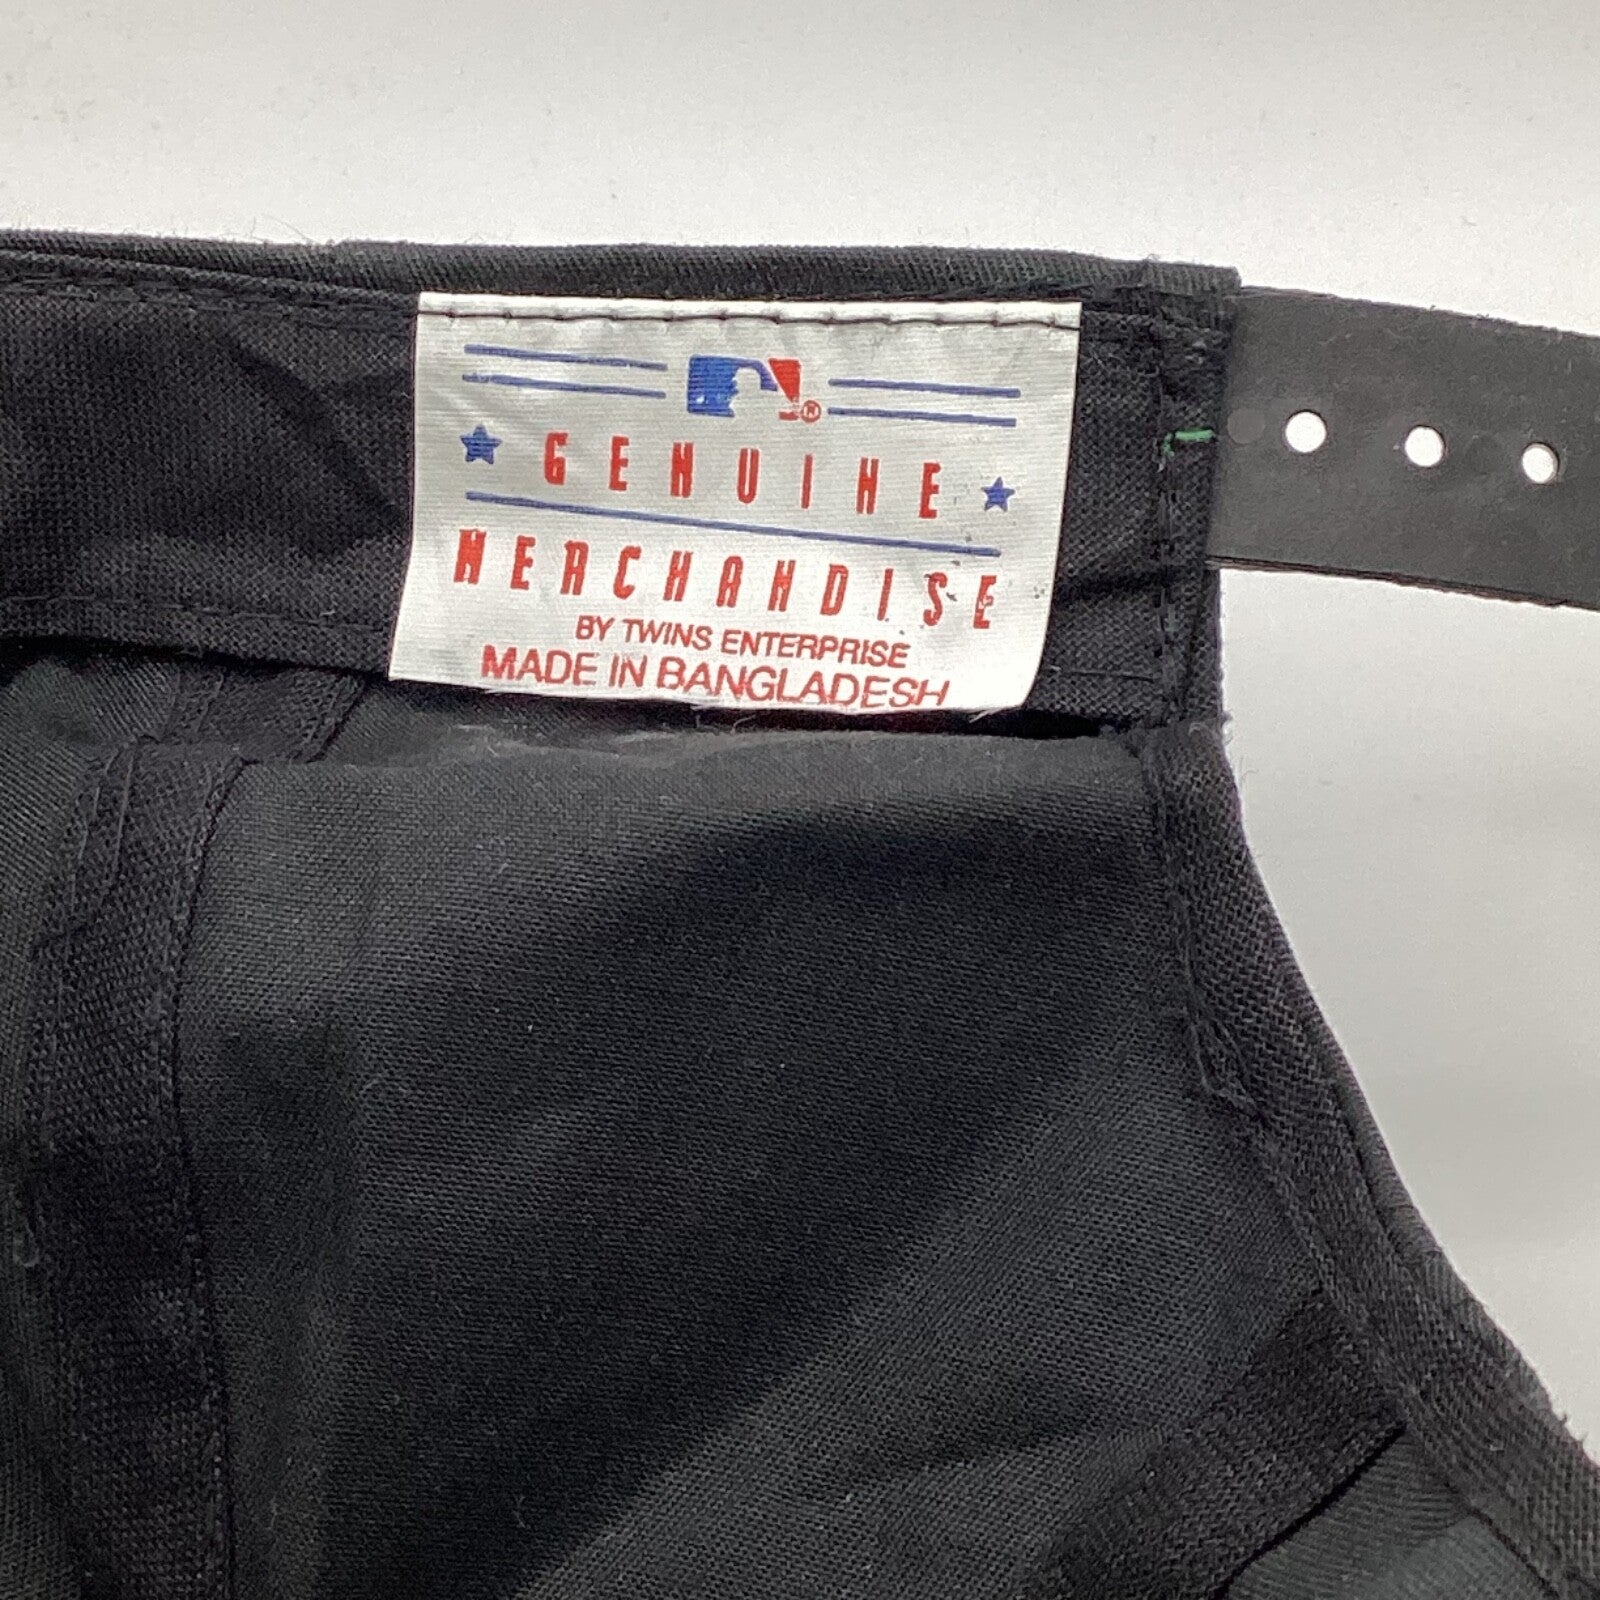 ®
GENUINE
MERCHANDISE
BY TWINS ENTERPRISE
MADE IN BANGLADESH